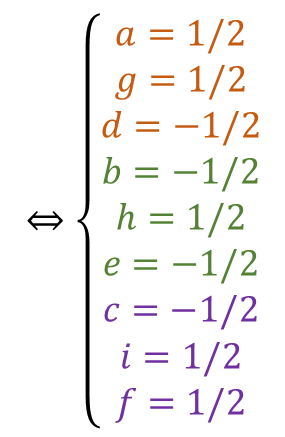 a = 1/2
g = 1/2
d = −1/2
b = −1/2
⇔ h = 1/2
e = −1/2
c = −1/2
i = 1/2
f = 1/2